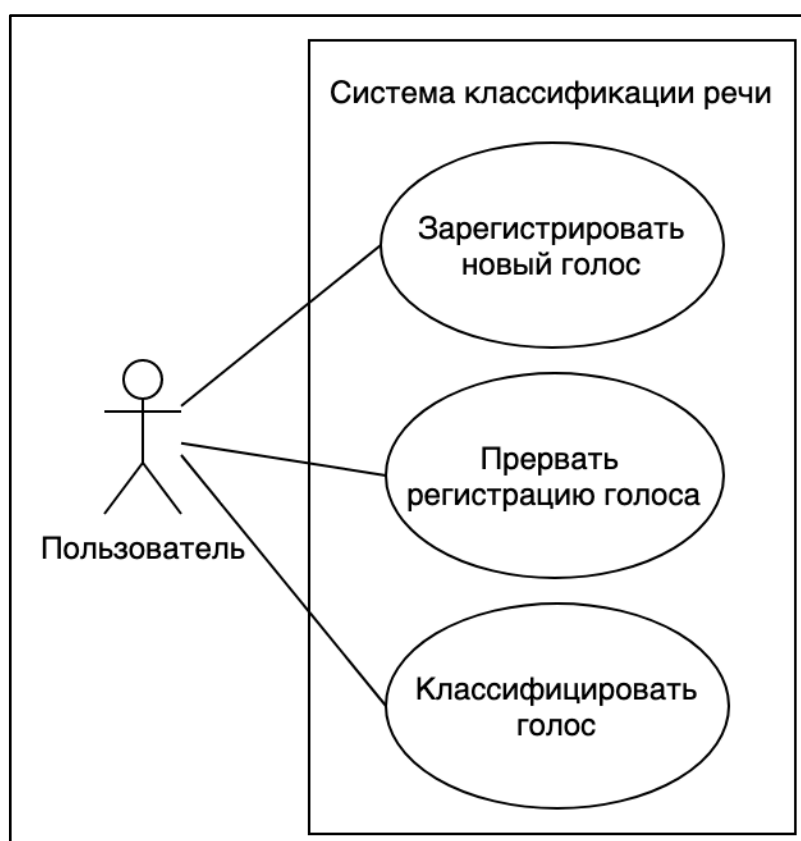 Система классификации речи
Зарегистрировать
новый голос
Прервать
регистрацию голоса
Пользователь
Классифицировать
голос